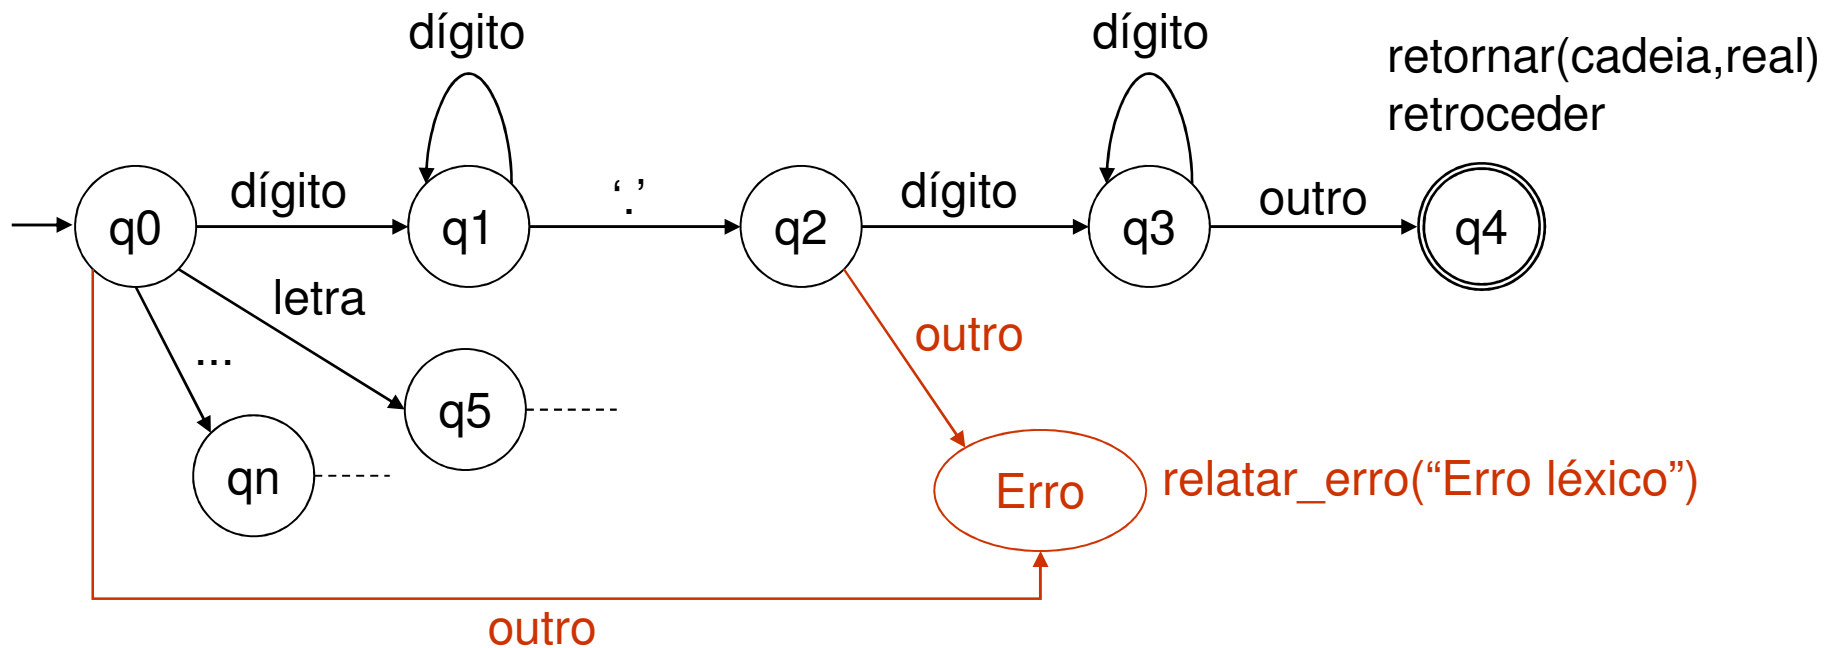 dígito
dígito
retornar(cadeia,real)
retroceder
q0
dígito
q1
‘.’
q2
dígito
q3
outro
q4
letra
...
q5
qn
outro
Erro
relatar_erro(“Erro léxico”)
outro